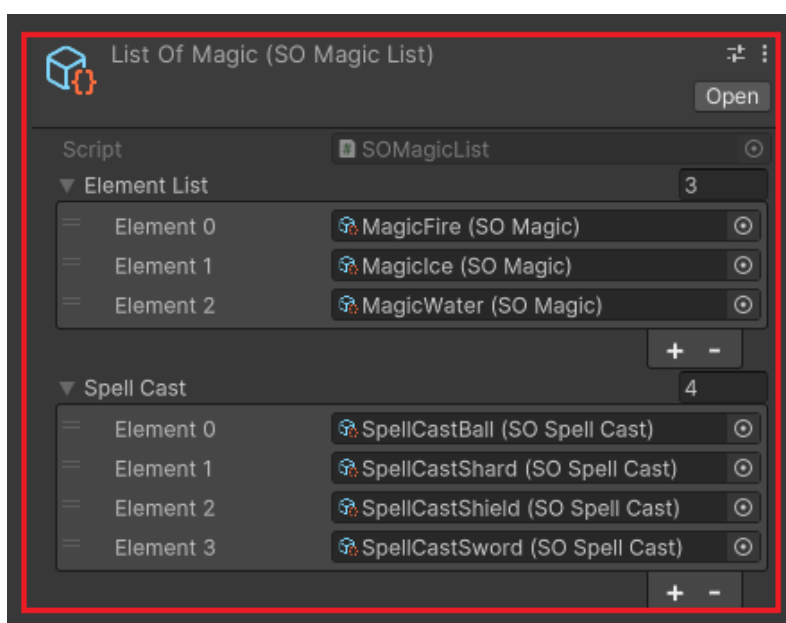 List Of Magic (SO Magic List)
Open
Script SOMagicList
Element List 3
Element 0 MagicFire (SO Magic)
Element 1 MagicIce (SO Magic)
Element 2 MagicWater (SO Magic)
+ -
Spell Cast 4
Element 0 SpellCastBall (SO Spell Cast)
Element 1 SpellCastShard (SO Spell Cast)
Element 2 SpellCastShield (SO Spell Cast)
Element 3 SpellCastSword (SO Spell Cast)
+ -